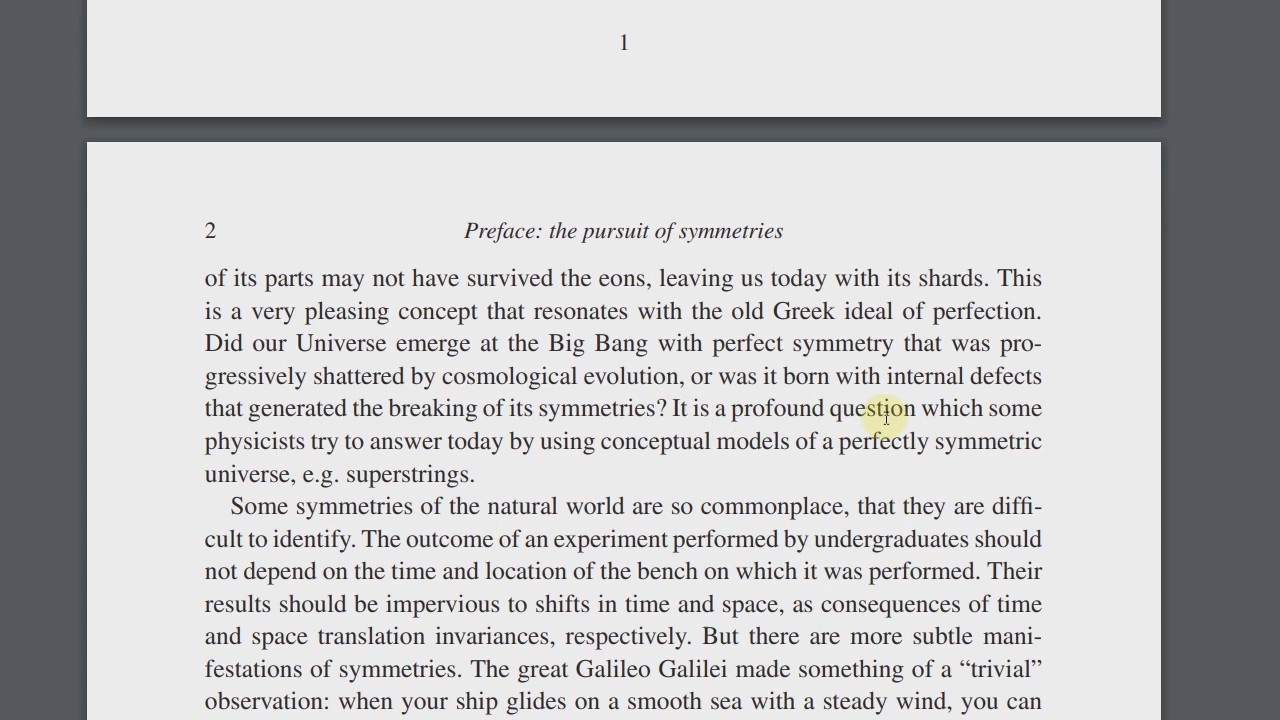 1
2 Preface: the pursuit of symmetries
of its parts may not have survived the eons, leaving us today with its shards. This
is a very pleasing concept that resonates with the old Greek ideal of perfection.
Did our Universe emerge at the Big Bang with perfect symmetry that was pro-
gressively shattered by cosmological evolution, or was it born with internal defects
that generated the breaking of its symmetries? It is a profound question which some
physicists try to answer today by using conceptual models of a perfectly symmetric
universe, e.g. superstrings.
Some symmetries of the natural world are so commonplace, that they are diffi-
cult to identify. The outcome of an experiment performed by undergraduates should
not depend on the time and location of the bench on which it was performed. Their
results should be impervious to shifts in time and space, as consequences of time
and space translation invariances, respectively. But there are more subtle mani-
festations of symmetries. The great Galileo Galilei made something of a “trivial”
observation: when your ship glides on a smooth sea with a steady wind, you can